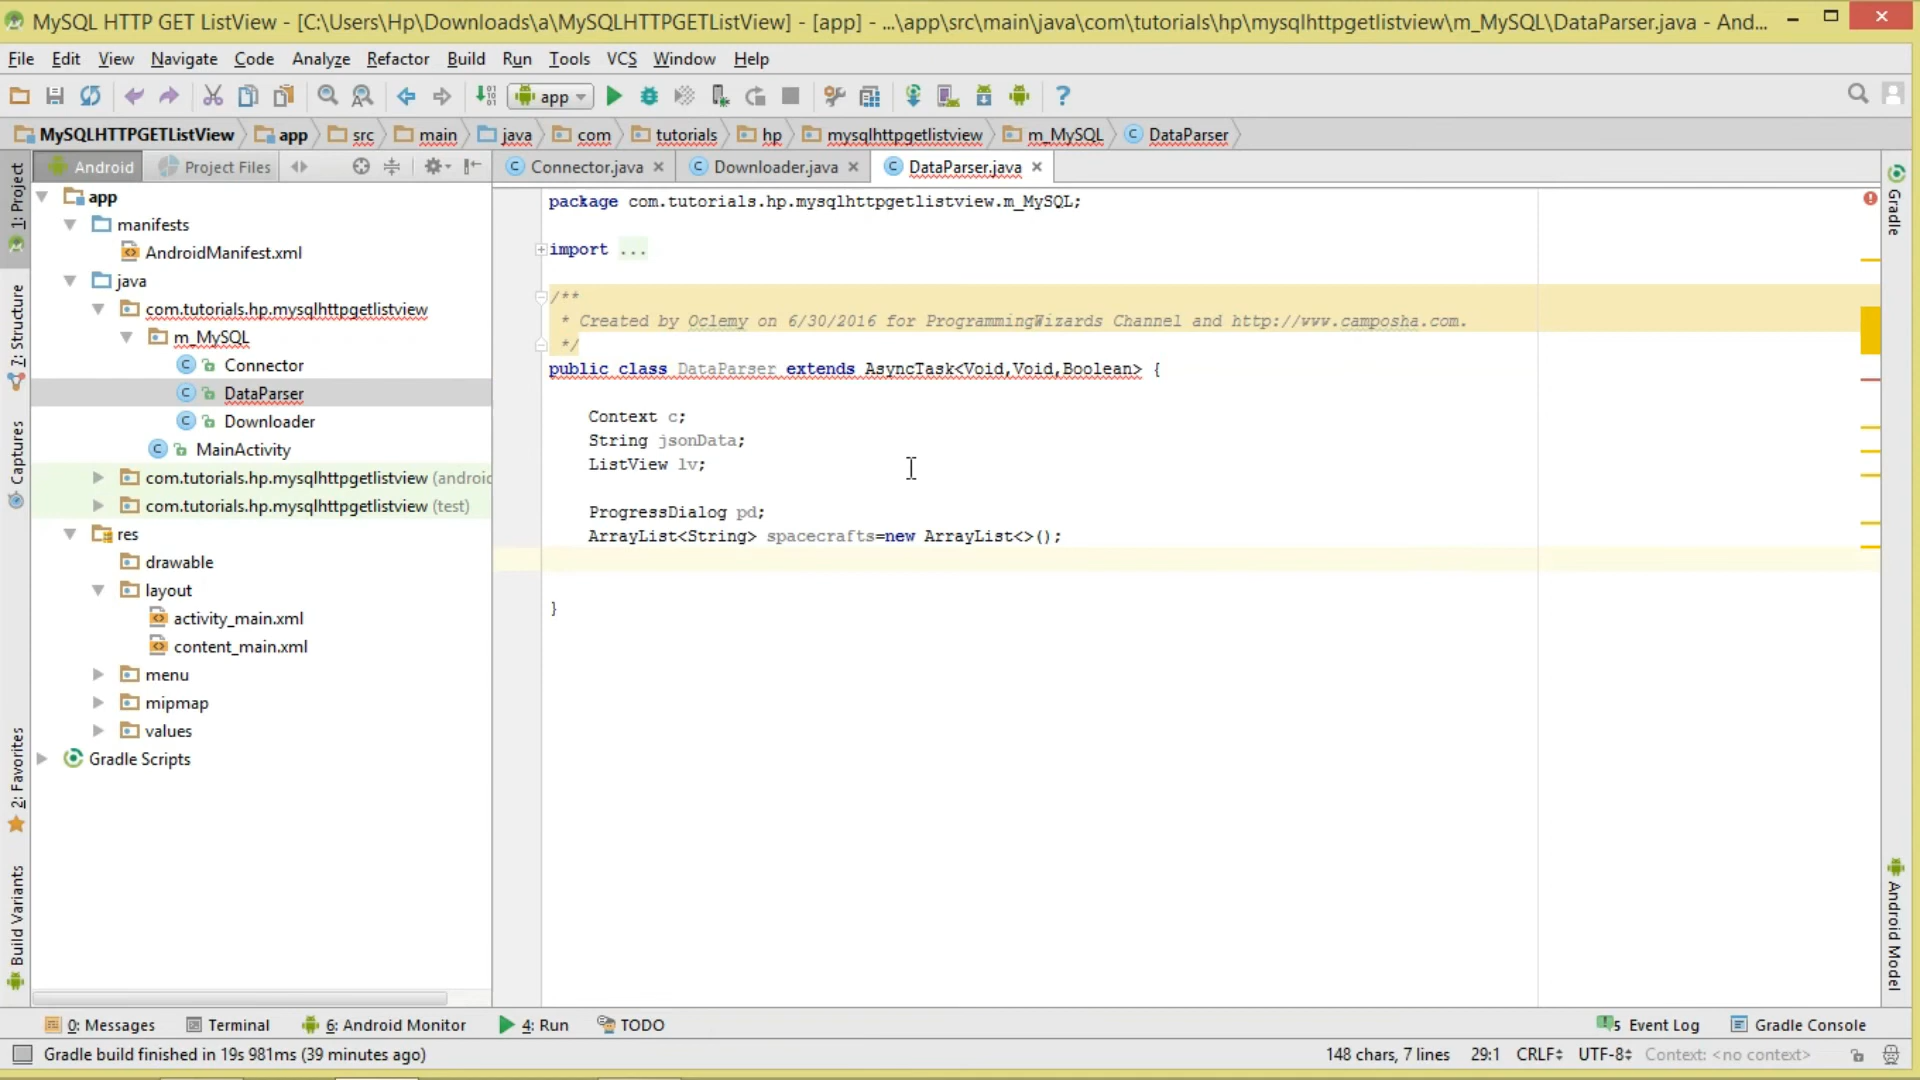 MySQL HTTP GET ListView - [C:\Users\Hp\Downloads\a\MySQLHTTPGETListView] - [app] - ...\app\src\main\java\com\tutorials\hp\mysqlhttpgetlistview\m_MySQL\DataParser.java - And...
File Edit View Navigate Code Analyze Refactor Build Run Tools VCS Window Help
app
MySQLHTTPGETListView app src main java com tutorials hp mysqlhttpgetlistview m_MySQL DataParser
Android Project Files
Connector.java Downloader.java DataParser.java
1: Project
7: Structure
Captures
2: Favorites
Build Variants
app
manifests
AndroidManifest.xml
java
com.tutorials.hp.mysqlhttpgetlistview
m_MySQL
Connector
DataParser
Downloader
MainActivity
com.tutorials.hp.mysqlhttpgetlistview (androic
com.tutorials.hp.mysqlhttpgetlistview (test)
res
drawable
layout
activity_main.xml
content_main.xml
menu
mipmap
values
Gradle Scripts
package com.tutorials.hp.mysqlhttpgetlistview.m_MySQL;
import ...
/**
* Created by Oclemy on 6/30/2016 for ProgrammingWizards Channel and http://www.camposha.com.
*/
public class DataParser extends AsyncTask<Void,Void,Boolean> {
Context c;
String jsonData;
ListView lv;
ProgressDialog pd;
ArrayList<String> spacecrafts=new ArrayList<>();
}
Gradle
Android Model
0: Messages Terminal 6: Android Monitor 4: Run TODO
5 Event Log Gradle Console
Gradle build finished in 19s 981ms (39 minutes ago)
148 chars, 7 lines 29:1 CRLF UTF-8 Context: <no context>